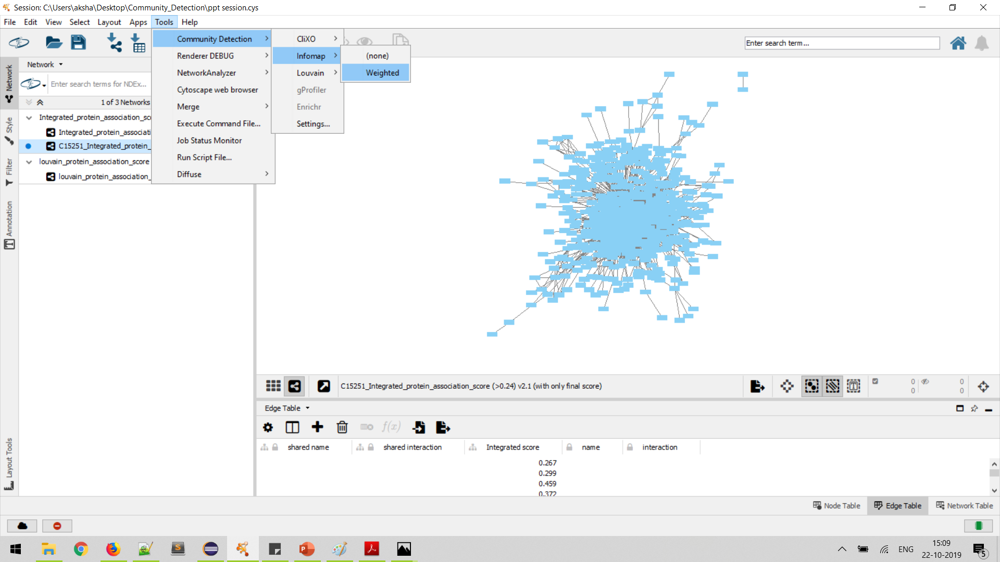 Session: C:\Users\aksha\Desktop\Community_Detection\ppt session.cys
File Edit View Select Layout Apps Tools Help
Community Detection
Renderer DEBUG
NetworkAnalyzer
Cytoscape web browser
Merge
Execute Command File...
Job Status Monitor
Run Script File...
Diffuse
CliXO
Infomap
Louvain
gProfiler
Enrichr
Settings...
(none)
Weighted
Enter search term...
Network
Style
Filter
Annotation
Layout Tools
Network
Enter search terms for NDEx...
1 of 3 Networks
Integrated_protein_association_sc
Integrated_protein_associati
C15251_Integrated_protein_
louvain_protein_association_score
louvain_protein_association_
C15251_Integrated_protein_association_score (>0.24) v2.1 (with only final score)
0 0
0 0
Edge Table
f(x)
shared name shared interaction Integrated score name interaction
0.267
0.299
0.459
0.372
Node Table Edge Table Network Table
ENG
15:09
22-10-2019
5